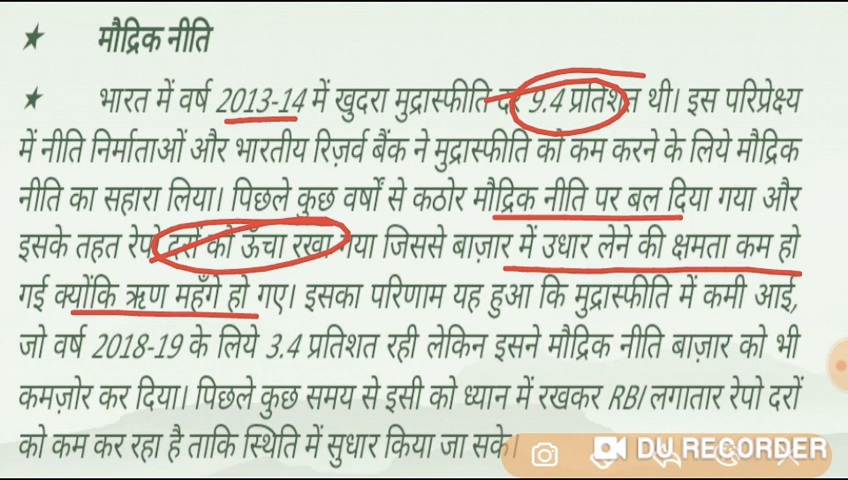 ★ मौद्रिक नीति
★ भारत में वर्ष 2013-14 में खुदरा मुद्रास्फीति दर 9.4 प्रतिशत थी। इस परिप्रेक्ष्य
में नीति निर्माताओं और भारतीय रिज़र्व बैंक ने मुद्रास्फीति को कम करने के लिये मौद्रिक
नीति का सहारा लिया। पिछले कुछ वर्षों से कठोर मौद्रिक नीति पर बल दिया गया और
इसके तहत रेपो दरों को ऊँचा रखा गया जिससे बाज़ार में उधार लेने की क्षमता कम हो
गई क्योंकि ऋण महँगे हो गए। इसका परिणाम यह हुआ कि मुद्रास्फीति में कमी आई,
जो वर्ष 2018-19 के लिये 3.4 प्रतिशत रही लेकिन इसने मौद्रिक नीति बाज़ार को भी
कमज़ोर कर दिया। पिछले कुछ समय से इसी को ध्यान में रखकर RBI लगातार रेपो दरों
को कम कर रहा है ताकि स्थिति में सुधार किया जा सके।
DU RECORDER